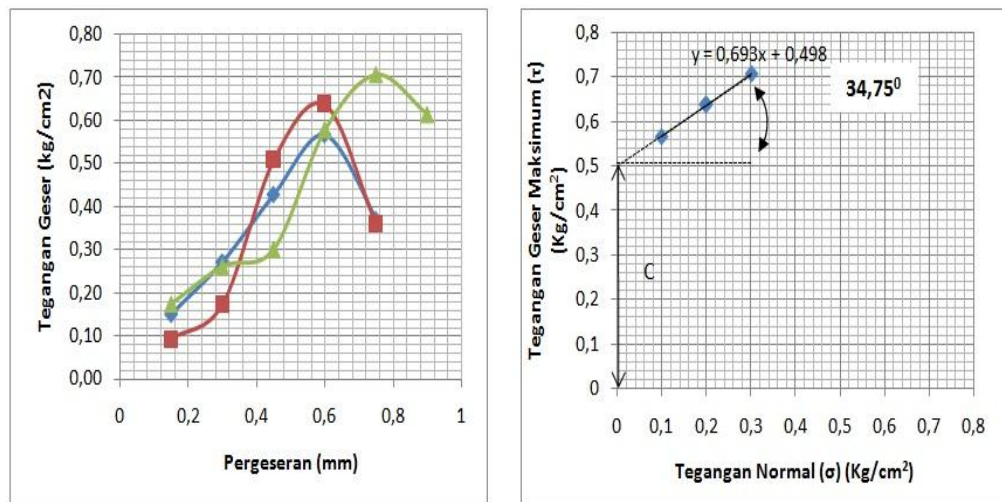 Tegangan Geser (kg/cm2)
0,80
0,70
0,60
0,50
0,40
0,30
0,20
0,10
0,00
0 0,2 0,4 0,6 0,8 1
Pergeseran (mm)
Tegangan Geser Maksimum (τ)
(Kg/cm²)
0,8
0,7
0,6
0,5
0,4
0,3
0,2
0,1
0
y = 0,693x + 0,498
34,75⁰
C
0 0,1 0,2 0,3 0,4 0,5 0,6 0,7 0,8
Tegangan Normal (σ) (Kg/cm²)